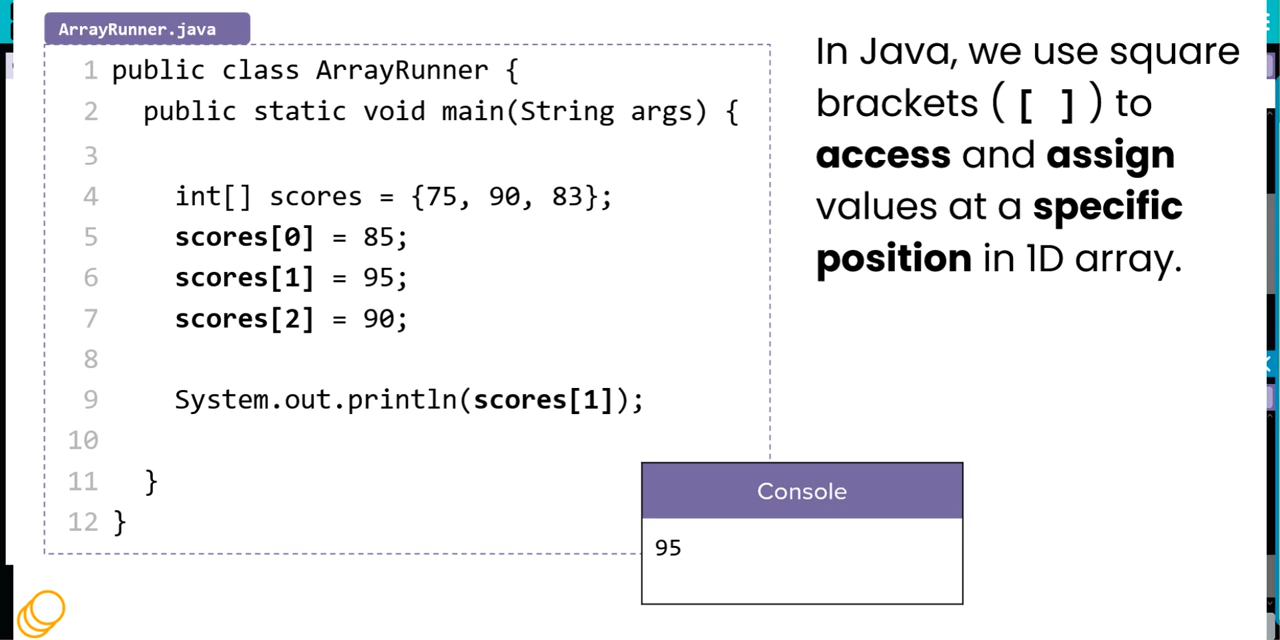 ArrayRunner.java
1 public class ArrayRunner {
2 public static void main(String args) {
3
4 int[] scores = {75, 90, 83};
5 scores[0] = 85;
6 scores[1] = 95;
7 scores[2] = 90;
8
9 System.out.println(scores[1]);
10
11 }
12 }
Console
95
In Java, we use square
brackets ( [ ] ) to
access and assign
values at a specific
position in 1D array.